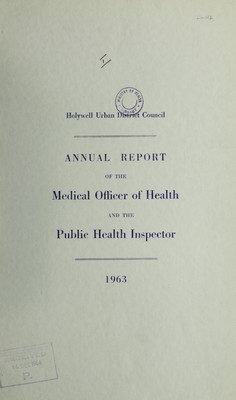 I
Holywell Urban District Council
ANNUAL REPORT
OF THE
Medical Officer of Health
AND THE
Public Health Inspector
1963